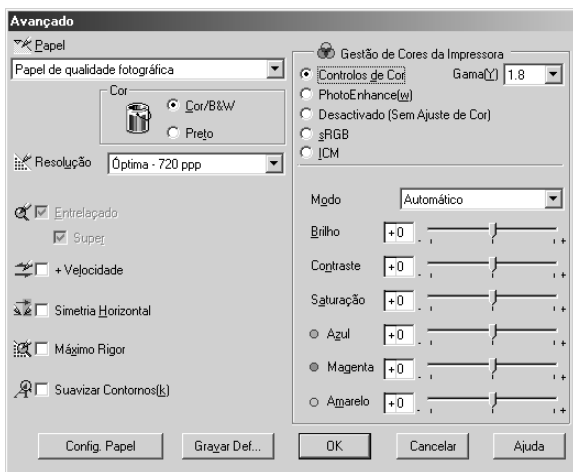 Avançado
Papel
Papel de qualidade fotográfica
Cor
Cor/B&W
Preto
Resolução Óptima - 720 ppp
Entrelaçado
Super
+ Velocidade
Simetria Horizontal
Máximo Rigor
Suavizar Contornos(k)
Gestão de Cores da Impressora
Controlos de Cor Gama(Y) 1.8
PhotoEnhance(w)
Desactivado (Sem Ajuste de Cor)
sRGB
ICM
Modo Automático
Brilho +0 - +
Contraste +0 - +
Saturação +0 - +
Azul +0 - +
Magenta +0 - +
Amarelo +0 - +
Config. Papel Gravar Def... OK Cancelar Ajuda